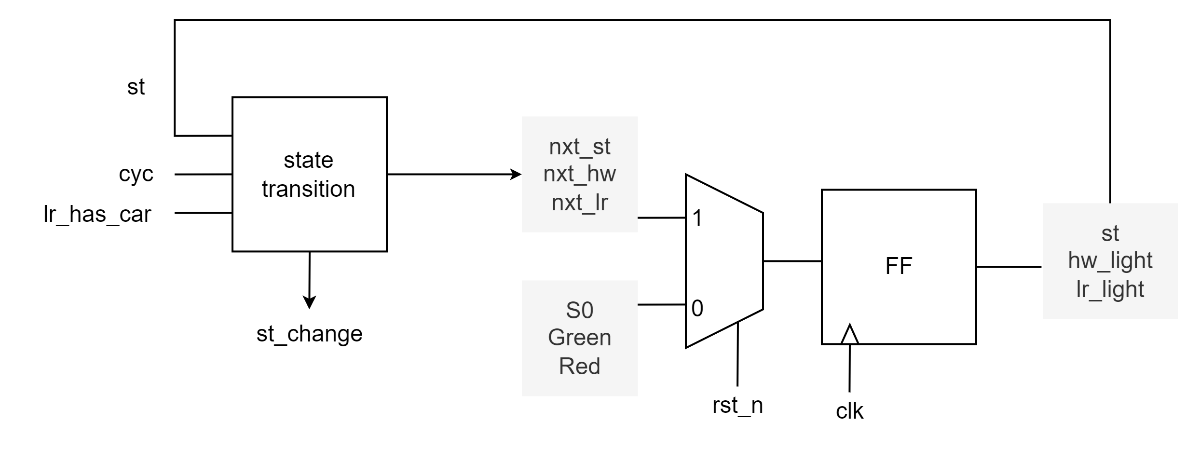 st
cyc
lr_has_car
state
transition
st_change
nxt_st
nxt_hw
nxt_lr
S0
Green
Red
1
0
rst_n
FF
clk
st
hw_light
lr_light